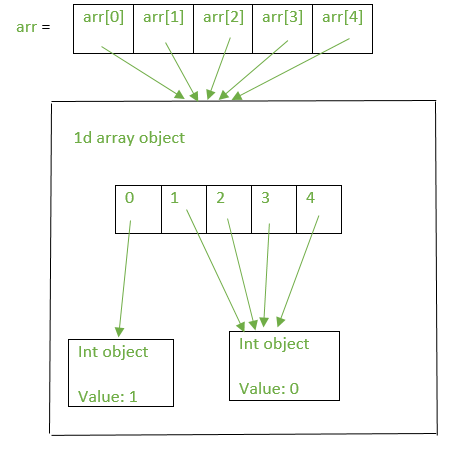 arr = arr[0] arr[1] arr[2] arr[3] arr[4]
1d array object
0 1 2 3 4
Int object
Value: 1
Int object
Value: 0